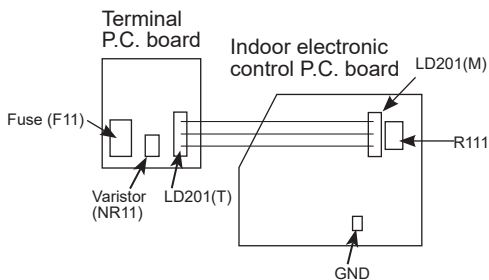 Terminal
P.C. board
Indoor electronic
control P.C. board
LD201(M)
Fuse (F11)
R111
Varistor
(NR11)
LD201(T)
GND